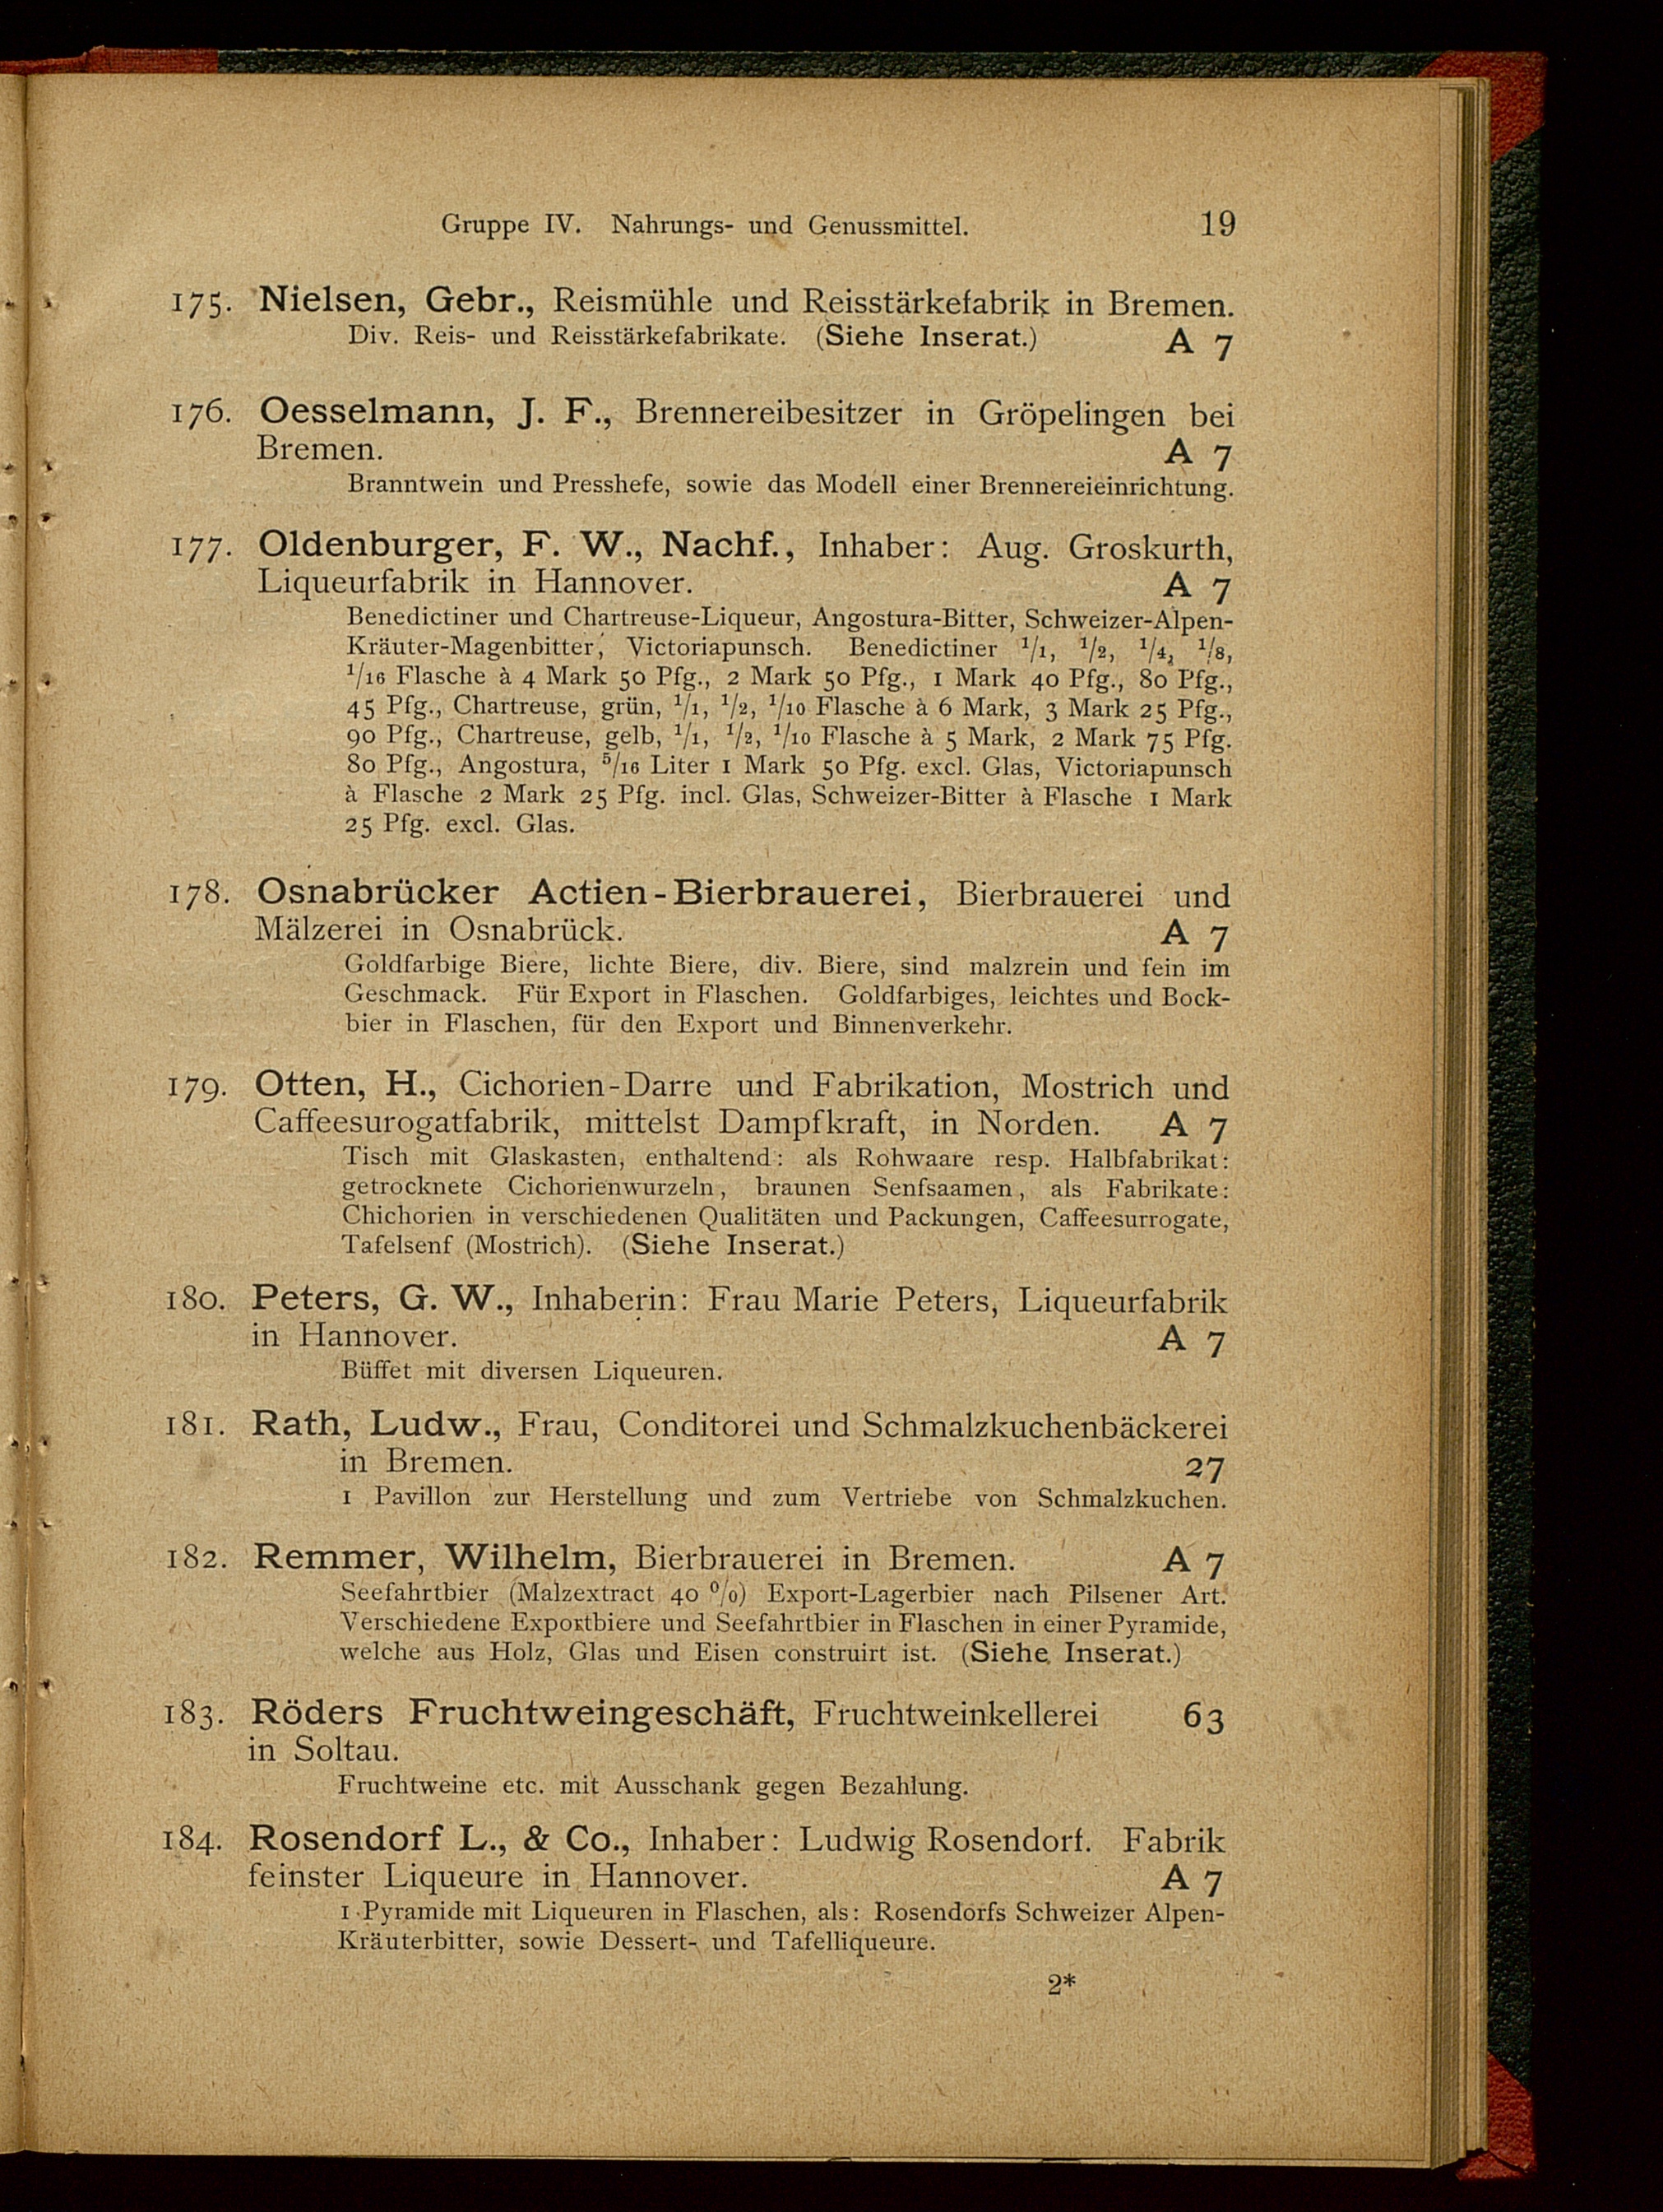 Gruppe IV. Nahrungs- und Genussmittel. 19
175. Nielsen, Gebr., Reismühle und Reisstärkefabrik in Bremen.
Div. Reis- und Reisstärkefabrikate. (Siehe Inserat.) A 7
176. Oesselmann, J. F., Brennereibesitzer in Gröpelingen bei
Bremen. A 7
Branntwein und Presshefe, sowie das Modell einer Brennereieinrichtung.
177. Oldenburger, F. W., Nachf., Inhaber: Aug. Groskurth,
Liqueurfabrik in Hannover. A 7
Benedictiner und Chartreuse-Liqueur, Angostura-Bitter, Schweizer-Alpen-
Kräuter-Magenbitter, Victoriapunsch. Benedictiner 1/1, 1/2, 1/4, 1/8,
1/16 Flasche à 4 Mark 50 Pfg., 2 Mark 50 Pfg., 1 Mark 40 Pfg., 80 Pfg.,
45 Pfg., Chartreuse, grün, 1/1, 1/2, 1/10 Flasche à 6 Mark, 3 Mark 25 Pfg.,
90 Pfg., Chartreuse, gelb, 1/1, 1/2, 1/10 Flasche à 5 Mark, 2 Mark 75 Pfg.
80 Pfg., Angostura, 5/16 Liter 1 Mark 50 Pfg. excl. Glas, Victoriapunsch
à Flasche 2 Mark 25 Pfg. incl. Glas, Schweizer-Bitter à Flasche 1 Mark
25 Pfg. excl. Glas.
178. Osnabrücker Actien-Bierbrauerei, Bierbrauerei und
Mälzerei in Osnabrück. A 7
Goldfarbige Biere, lichte Biere, div. Biere, sind malzrein und fein im
Geschmack. Für Export in Flaschen. Goldfarbiges, leichtes und Bock-
bier in Flaschen, für den Export und Binnenverkehr.
179. Otten, H., Cichorien-Darre und Fabrikation, Mostrich und
Caffeesurogatfabrik, mittelst Dampfkraft, in Norden. A 7
Tisch mit Glaskasten, enthaltend: als Rohwaare resp. Halbfabrikat:
getrocknete Cichorienwurzeln, braunen Senfsaamen, als Fabrikate:
Chichorien in verschiedenen Qualitäten und Packungen, Caffeesurrogate,
Tafelsenf (Mostrich). (Siehe Inserat.)
180. Peters, G. W., Inhaberin: Frau Marie Peters, Liqueurfabrik
in Hannover. A 7
Büffet mit diversen Liqueuren.
181. Rath, Ludw., Frau, Conditorei und Schmalzkuchenbäckerei
in Bremen. 27
1 Pavillon zur Herstellung und zum Vertriebe von Schmalzkuchen.
182. Remmer, Wilhelm, Bierbrauerei in Bremen. A 7
Seefahrtbier (Malzextract 40 %) Export-Lagerbier nach Pilsener Art.
Verschiedene Exportbiere und Seefahrtbier in Flaschen in einer Pyramide,
welche aus Holz, Glas und Eisen construirt ist. (Siehe Inserat.)
183. Röders Fruchtweingeschäft, Fruchtweinkellerei 63
in Soltau.
Fruchtweine etc. mit Ausschank gegen Bezahlung.
184. Rosendorf L., & Co., Inhaber: Ludwig Rosendorf. Fabrik
feinster Liqueure in Hannover. A 7
1 Pyramide mit Liqueuren in Flaschen, als: Rosendorfs Schweizer Alpen-
Kräuterbitter, sowie Dessert- und Tafelliqueure.
2*